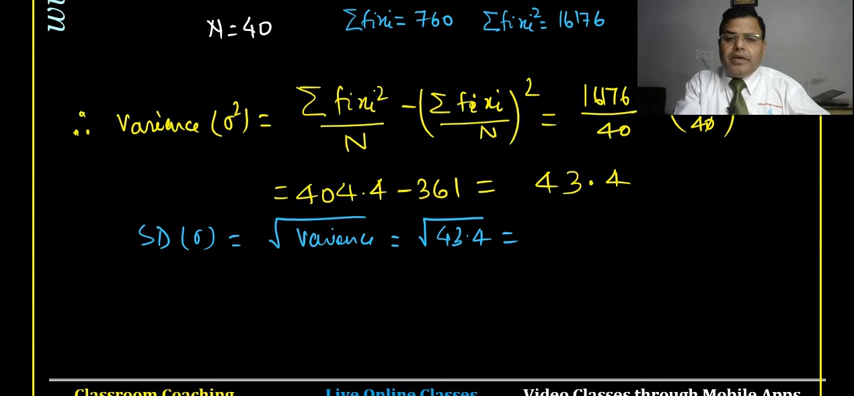 N=40 Σfixi=760 Σfixi²=16176
∴ Variance (σ²) = Σfixi²/N −(Σfixi/N)² = 16176/40 (40)
=404.4−361= 43.4
SD(σ) = √Variance = √43.4 =
Classroom Coaching Live Online Classes Video Classes through Mobile Apps